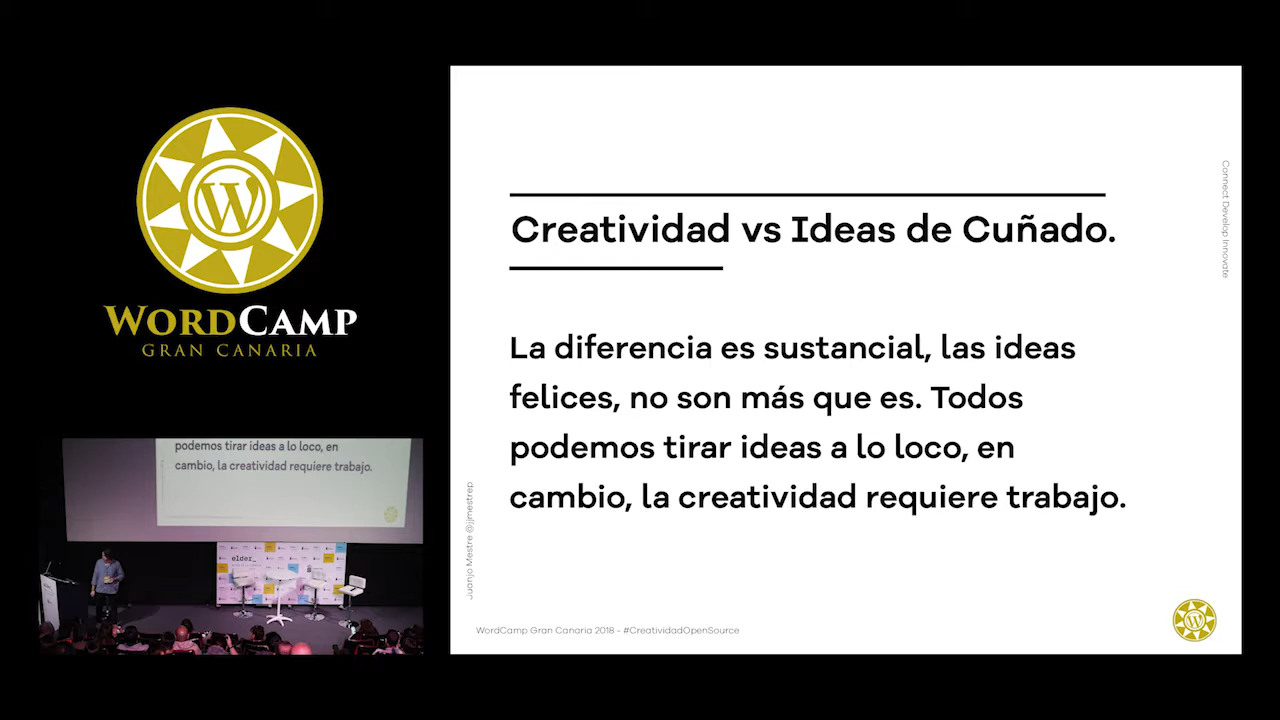 WORDCAMP
GRAN CANARIA
podemos tirar ideas a lo loco, en
cambio, la creatividad requiere trabajo.
elder_
Creatividad vs Ideas de Cuñado.
La diferencia es sustancial, las ideas
felices, no son más que es. Todos
podemos tirar ideas a lo loco, en
cambio, la creatividad requiere trabajo.
Connect Develop Innovate
Juanjo Mestre @jjmestrep
WordCamp Gran Canaria 2018 - #CreatividadOpenSource